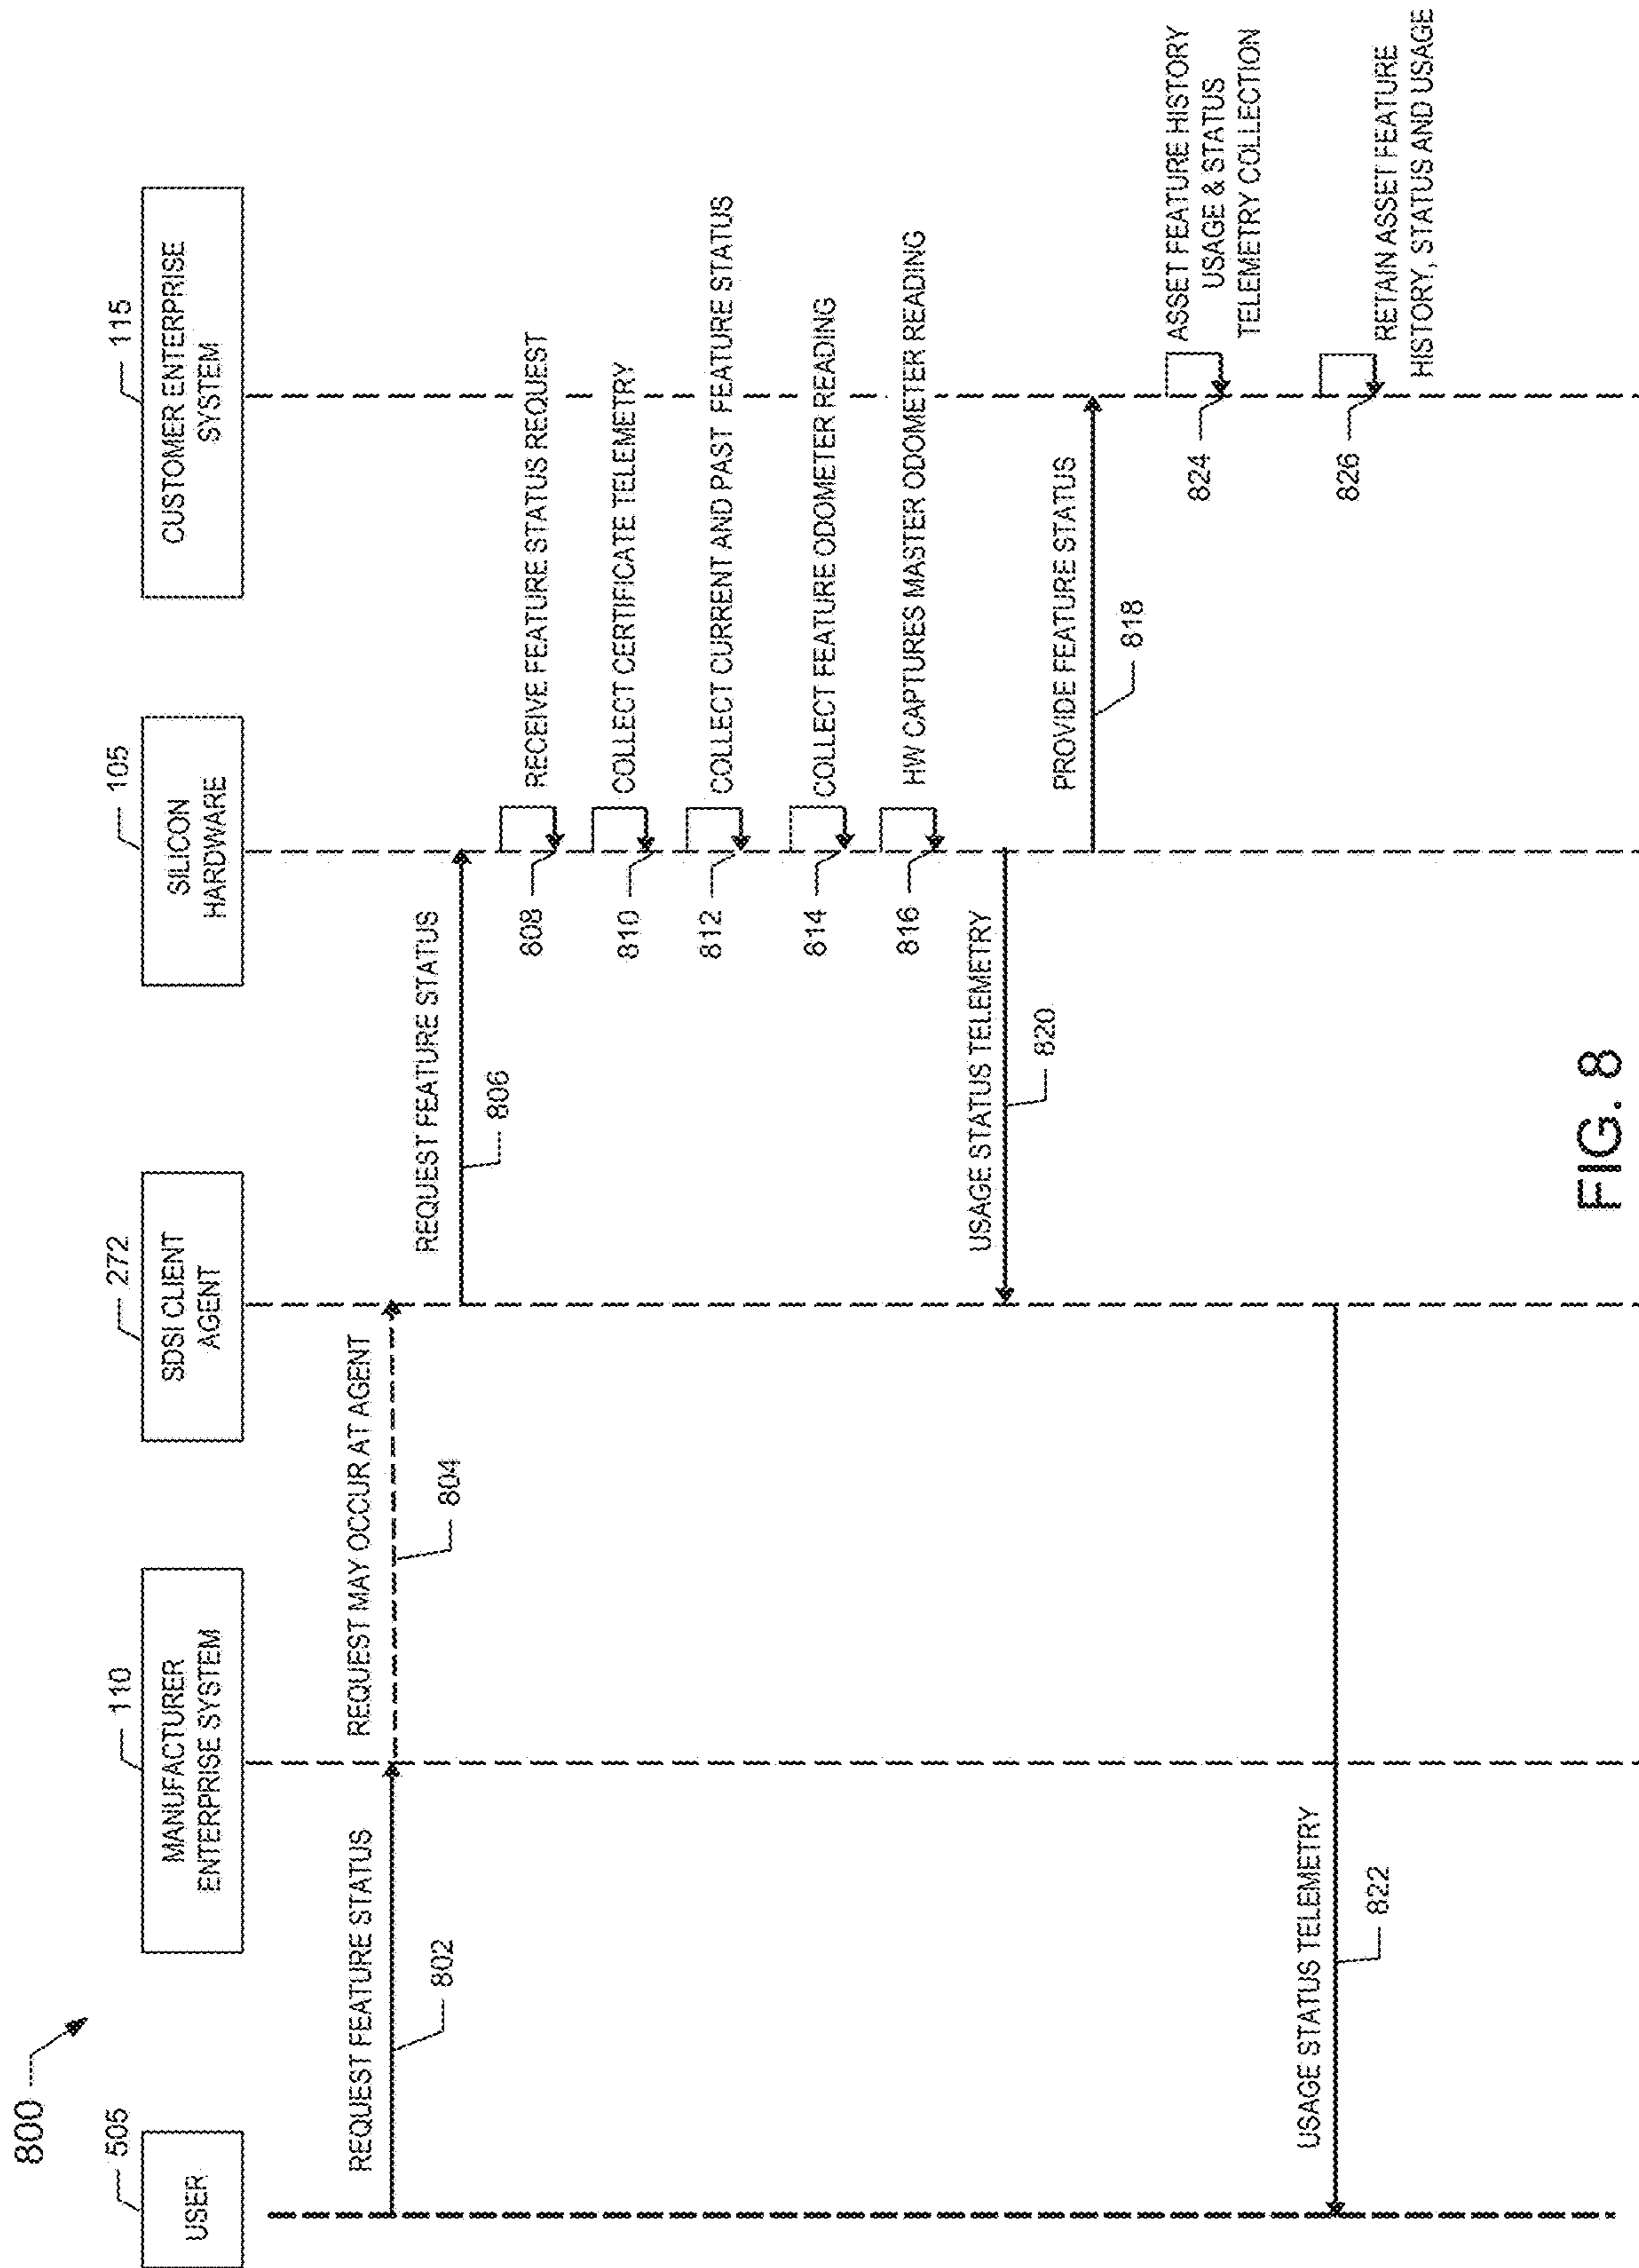 800
505
USER
110
MANUFACTURER
ENTERPRISE SYSTEM
272
SDSI CLIENT
AGENT
105
SILICON
HARDWARE
115
CUSTOMER ENTERPRISE
SYSTEM
REQUEST FEATURE STATUS
802
REQUEST MAY OCCUR AT AGENT
804
REQUEST FEATURE STATUS
806
RECEIVE FEATURE STATUS REQUEST
808
COLLECT CERTIFICATE TELEMETRY
810
COLLECT CURRENT AND PAST FEATURE STATUS
812
COLLECT FEATURE ODOMETER READING
814
HW CAPTURES MASTER ODOMETER READING
816
USAGE STATUS TELEMETRY
820
PROVIDE FEATURE STATUS
818
ASSET FEATURE HISTORY
USAGE & STATUS
TELEMETRY COLLECTION
824
USAGE STATUS TELEMETRY
822
RETAIN ASSET FEATURE
HISTORY, STATUS AND USAGE
826
FIG. 8